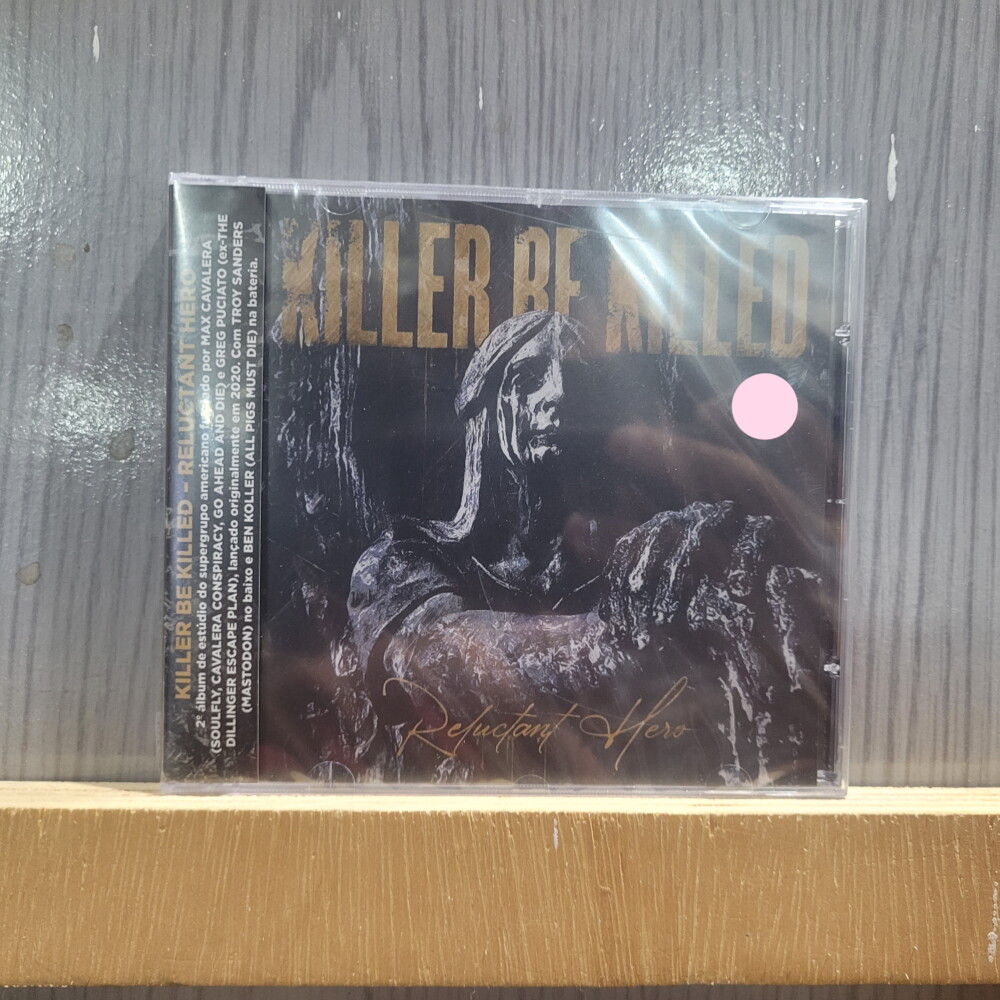 KILLER BE KILLED - RELUCTANT HERO
2º álbum de estúdio do supergrupo americano formado por MAX CAVALERA
(SOULFLY, CAVALERA CONSPIRACY, GO AHEAD AND DIE) e GREG PUCIATO (ex-THE
DILLINGER ESCAPE PLAN), lançado originalmente em 2020. Com TROY SANDERS
(MASTODON) no baixo e BEN KOLLER (ALL PIGS MUST DIE) na bateria.
KILLER BE KILLED
Reluctant Hero